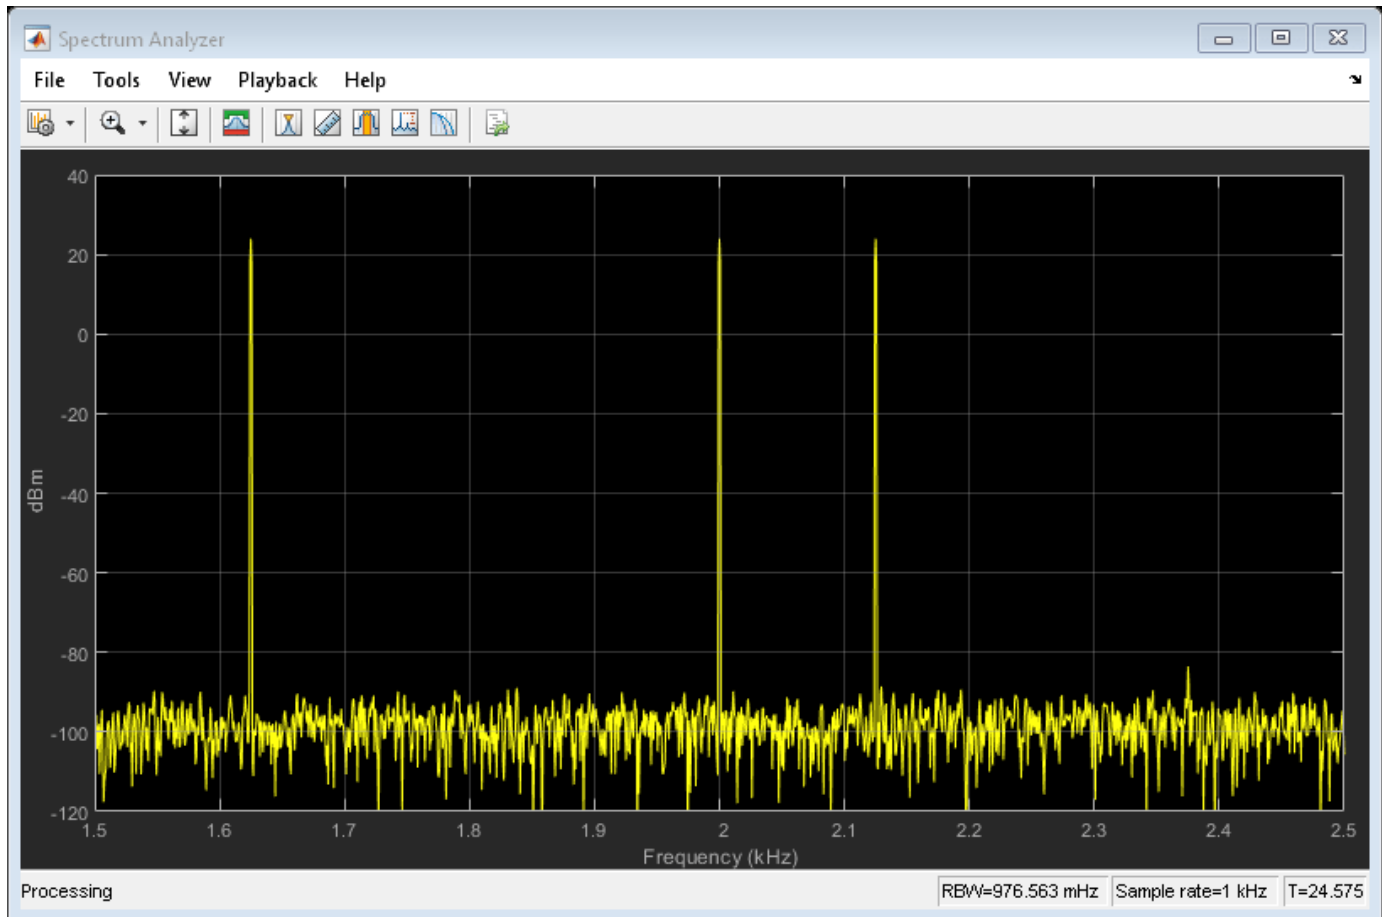 Spectrum Analyzer
File Tools View Playback Help
40
20
0
-20
-40
-60
-80
-100
-120
dBm
1.5 1.6 1.7 1.8 1.9 2 2.1 2.2 2.3 2.4 2.5
Frequency (kHz)
Processing RBW=976.563 mHz Sample rate=1 kHz T=24.575